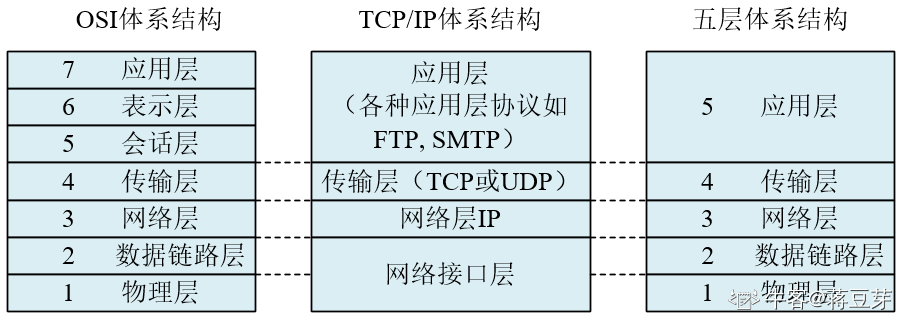 OSI体系结构
TCP/IP体系结构
五层体系结构
7 应用层
6 表示层
5 会话层
4 传输层
3 网络层
2 数据链路层
1 物理层
应用层
（各种应用层协议如
FTP, SMTP）
传输层（TCP或UDP）
网络层IP
网络接口层
5 应用层
4 传输层
3 网络层
2 数据链路层
1 物理层
牛客@蒋豆芽